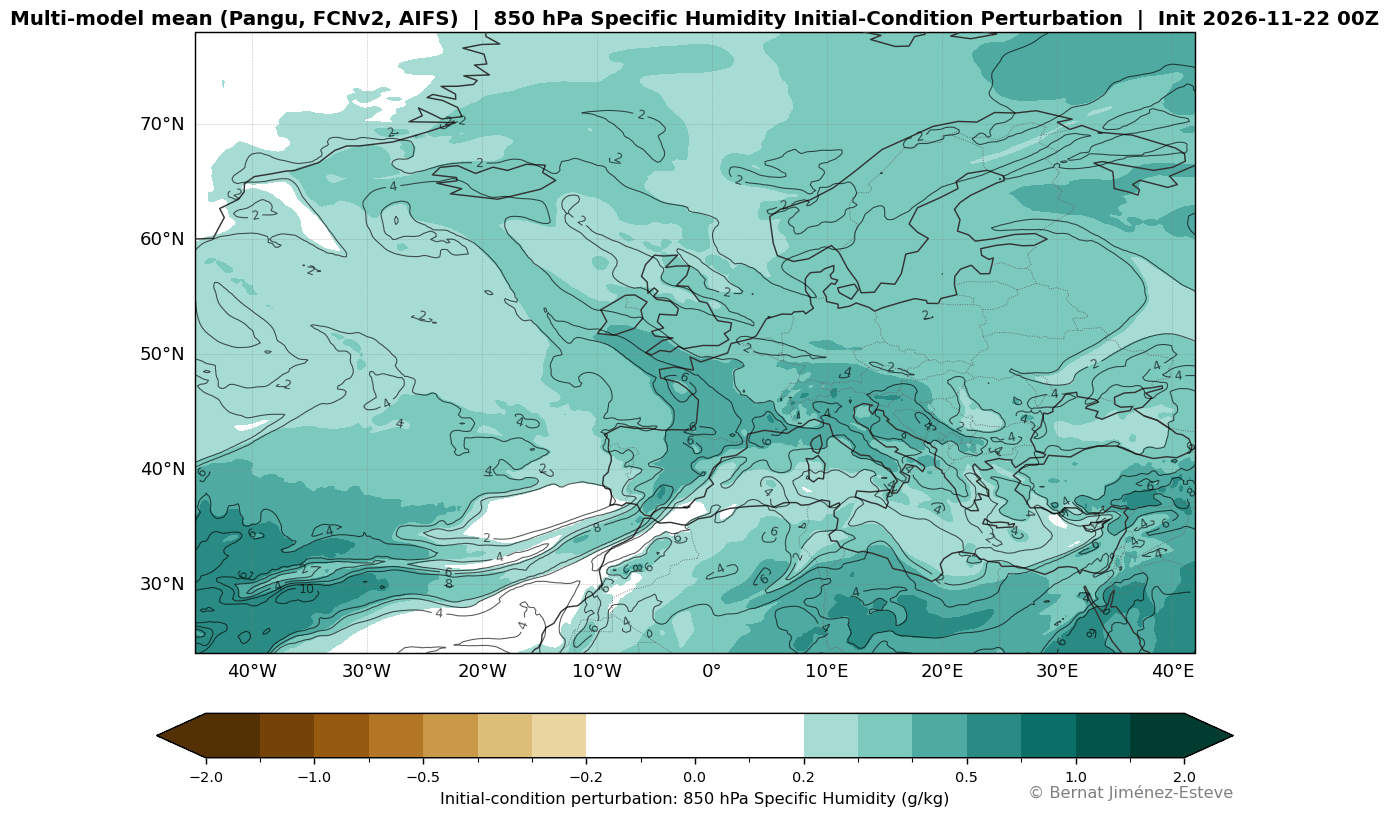 Multi-model mean (Pangu, FCNv2, AIFS) | 850 hPa Specific Humidity Initial-Condition Perturbation | Init 2026-11-22 00Z
70°N
60°N
50°N
40°N
30°N
40°W 30°W 20°W 10°W 0° 10°E 20°E 30°E 40°E
−2.0 −1.0 −0.5 −0.2 0.0 0.2 0.5 1.0 2.0
Initial-condition perturbation: 850 hPa Specific Humidity (g/kg)
© Bernat Jiménez-Esteve